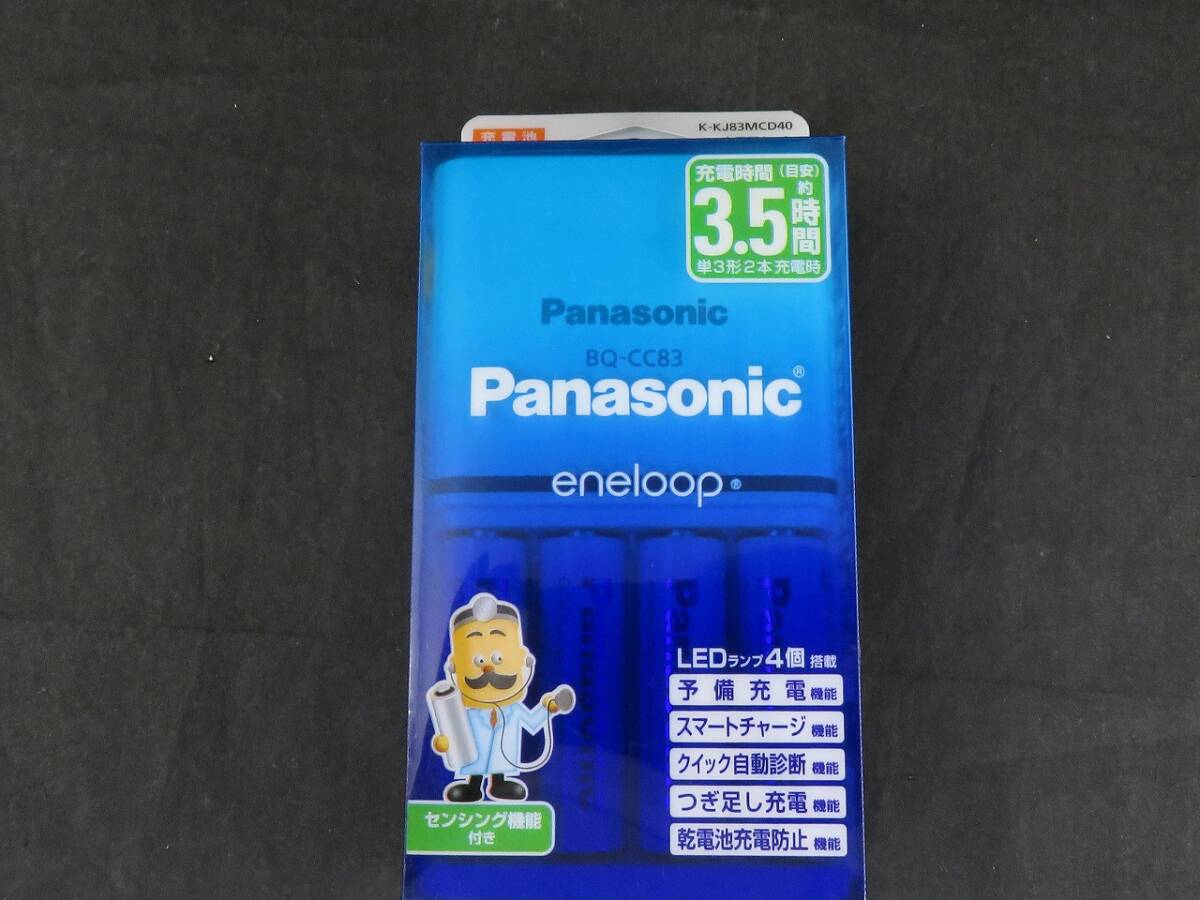 K-KJ83MCD40
充電池
充電時間(目安)
約
3.5時間
単3形2本充電時
Panasonic
BQ-CC83
Panasonic®
eneloop®
Panasonic
Pana
Pana
LEDランプ4個 搭載
予備充電 機能
スマートチャージ 機能
クイック自動診断 機能
つぎ足し充電 機能
乾電池充電防止 機能
センシング機能
付き